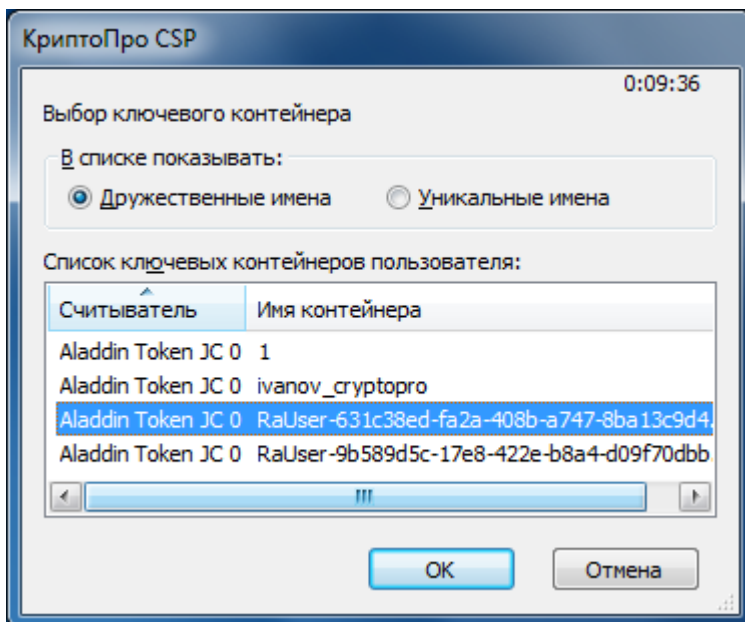 КриптоПро CSP
0:09:36
Выбор ключевого контейнера
В списке показывать:
Дружественные имена Уникальные имена
Список ключевых контейнеров пользователя:
Считыватель Имя контейнера
Aladdin Token JC 0 1
Aladdin Token JC 0 ivanov_cryptopro
Aladdin Token JC 0 RaUser-631c38ed-fa2a-408b-a747-8ba13c9d4.
Aladdin Token JC 0 RaUser-9b589d5c-17e8-422e-b8a4-d09f70dbb
OK Отмена